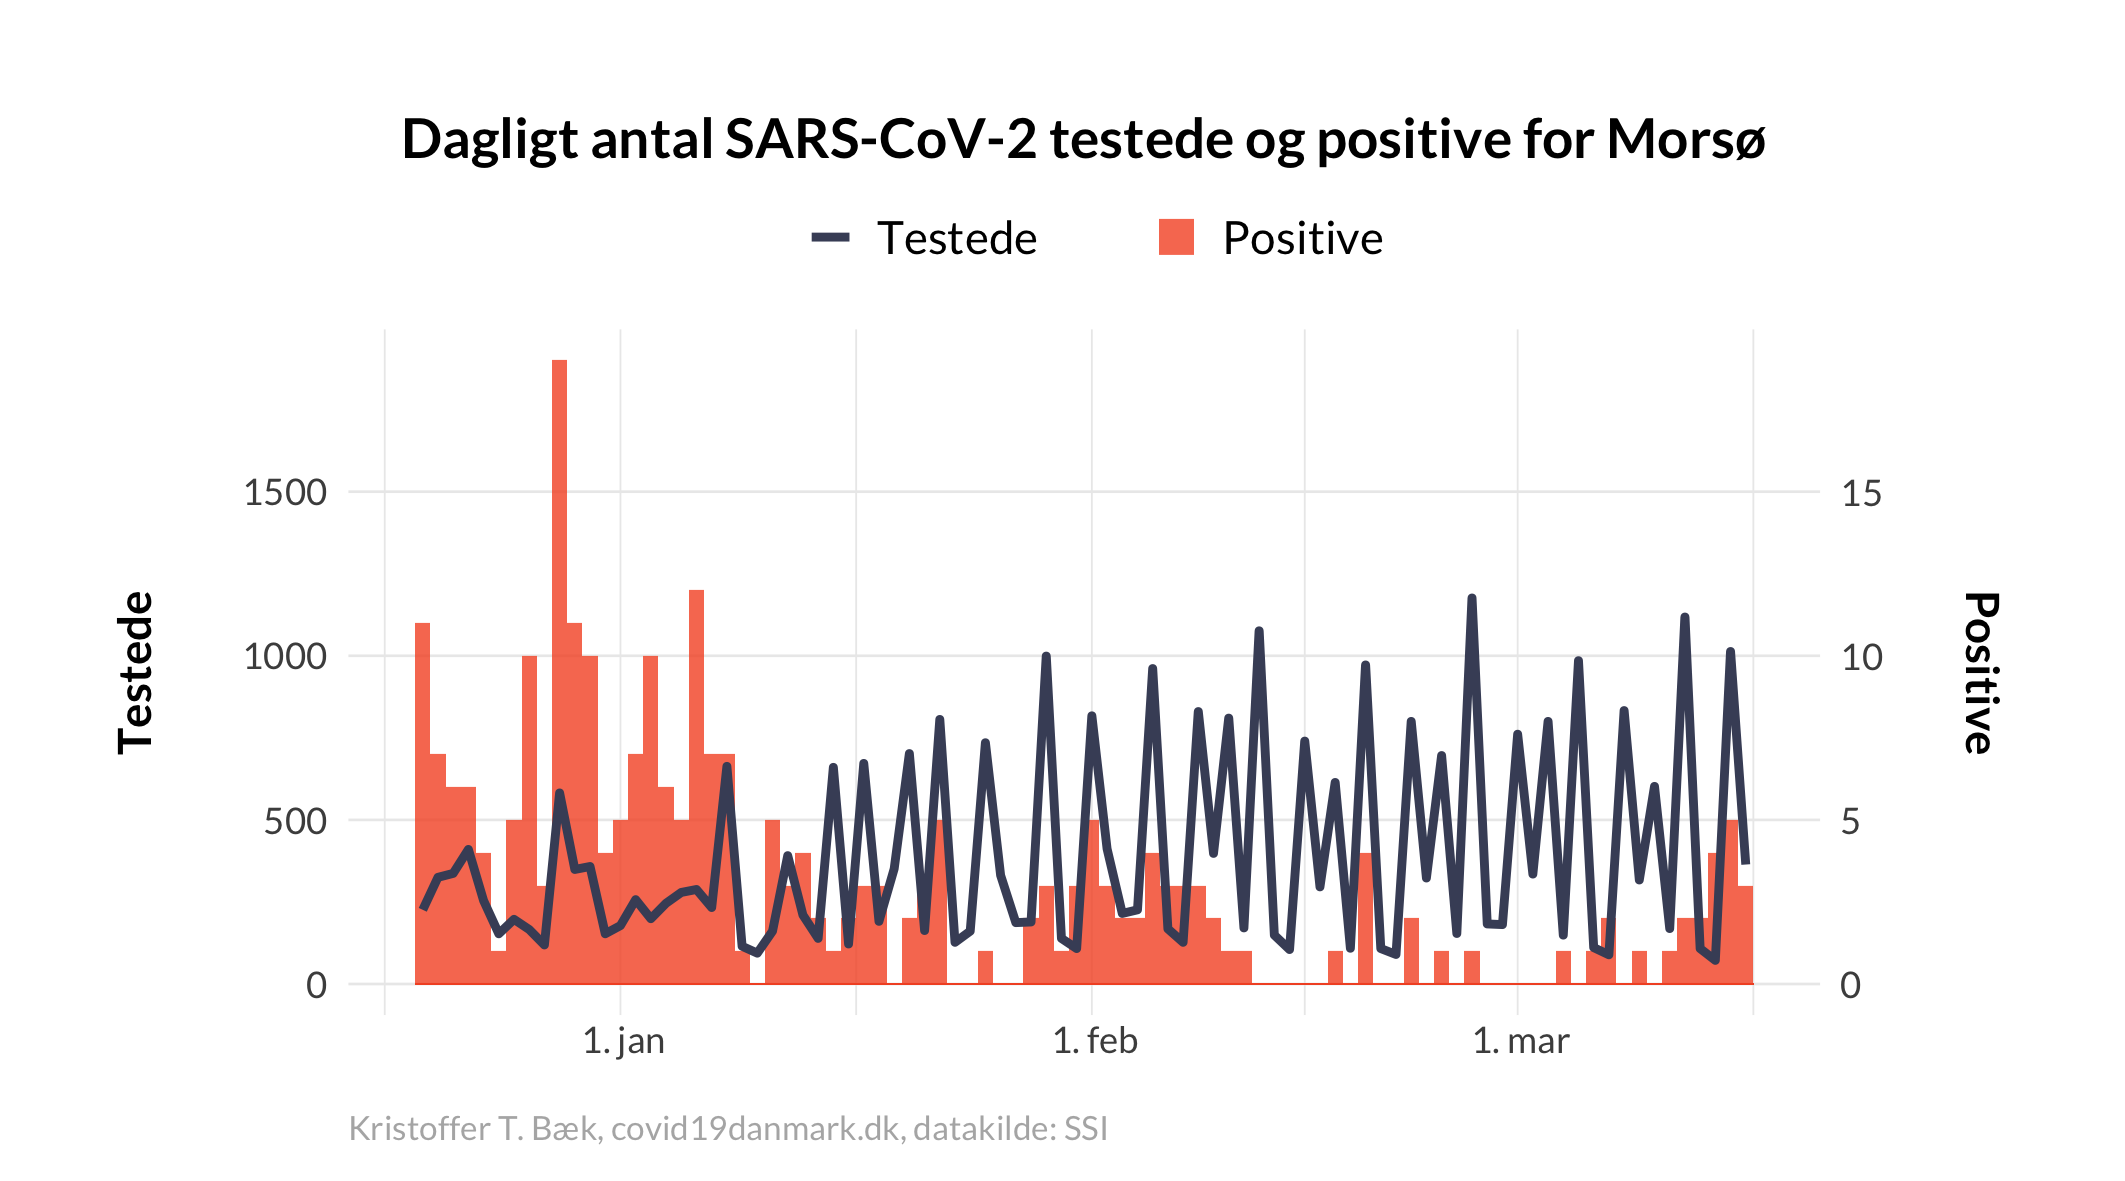 Dagligt antal SARS-CoV-2 testede og positive for Morsø
Testede
Positive
1500
1000
500
0
15
10
5
0
Testede
Positive
1. jan
1. feb
1. mar
Kristoffer T. Bæk, covid19danmark.dk, datakilde: SSI